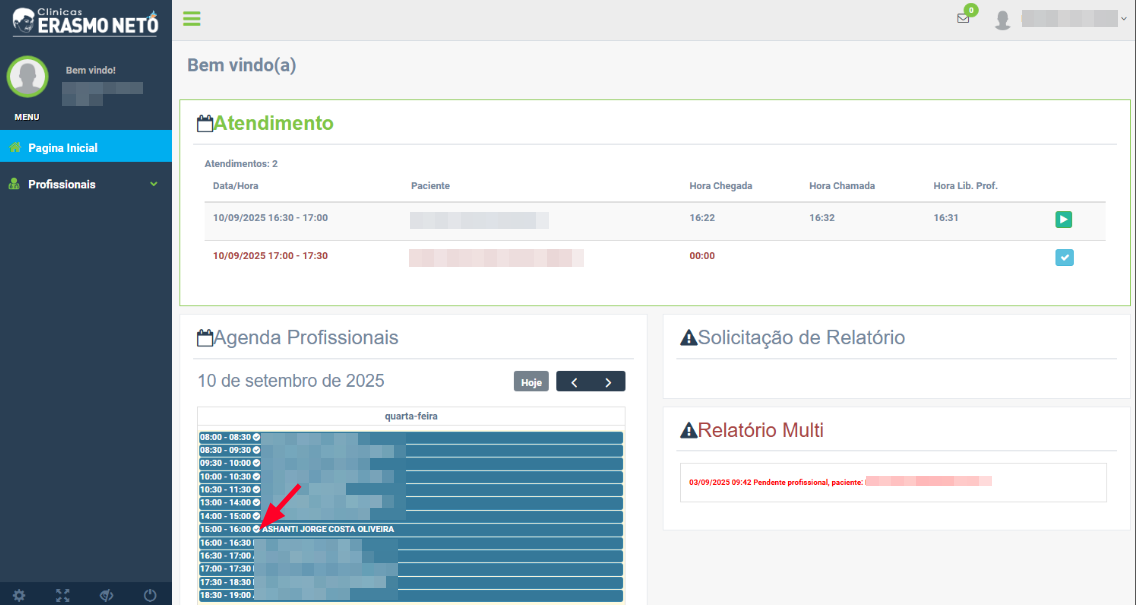 Clínicas
ERASMO NETO
0
Bem vindo!
MENU
Pagina Inicial
Profissionais
Bem vindo(a)
Atendimento
Atendimentos: 2
Data/Hora Paciente Hora Chegada Hora Chamada Hora Lib. Prof.
10/09/2025 16:30 - 17:00 16:22 16:32 16:31
10/09/2025 17:00 - 17:30 00:00
Agenda Profissionais
10 de setembro de 2025
Hoje
quarta-feira
08:00 - 08:30
08:30 - 09:30
09:30 - 10:00
10:00 - 10:30
10:30 - 11:30
13:00 - 14:00
14:00 - 15:00
15:00 - 16:00 ASHANTI JORGE COSTA OLIVEIRA
16:00 - 16:30
16:30 - 17:00
17:00 - 17:30
17:30 - 18:30
18:30 - 19:00
Solicitação de Relatório
Relatório Multi
03/09/2025 09:42 Pendente profissional, paciente: